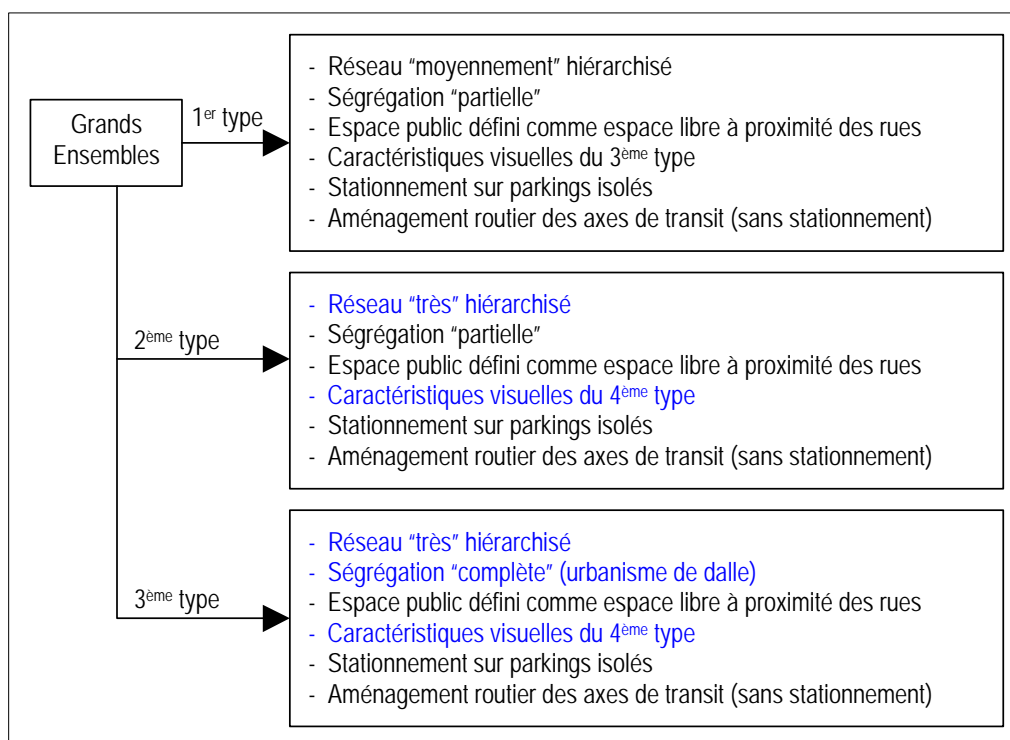 Grands
Ensembles
1er type
- Réseau “moyennement” hiérarchisé
- Ségrégation “partielle”
- Espace public défini comme espace libre à proximité des rues
- Caractéristiques visuelles du 3ème type
- Stationnement sur parkings isolés
- Aménagement routier des axes de transit (sans stationnement)
2ème type
- Réseau “très” hiérarchisé
- Ségrégation “partielle”
- Espace public défini comme espace libre à proximité des rues
- Caractéristiques visuelles du 4ème type
- Stationnement sur parkings isolés
- Aménagement routier des axes de transit (sans stationnement)
3ème type
- Réseau “très” hiérarchisé
- Ségrégation “complète” (urbanisme de dalle)
- Espace public défini comme espace libre à proximité des rues
- Caractéristiques visuelles du 4ème type
- Stationnement sur parkings isolés
- Aménagement routier des axes de transit (sans stationnement)